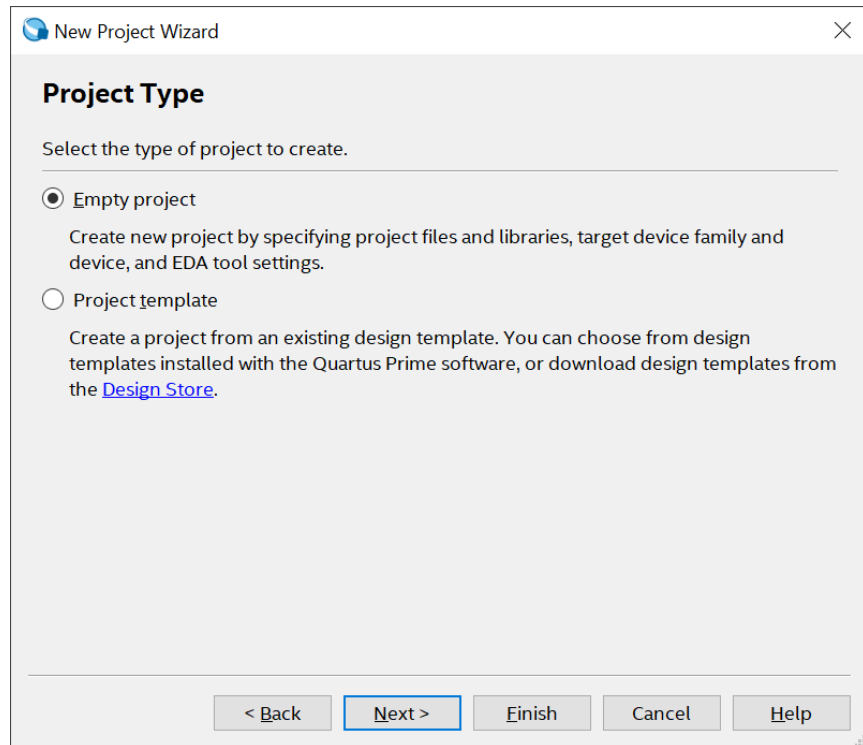 New Project Wizard
Project Type
Select the type of project to create.
Empty project
Create new project by specifying project files and libraries, target device family and
device, and EDA tool settings.
Project template
Create a project from an existing design template. You can choose from design
templates installed with the Quartus Prime software, or download design templates from
the Design Store.
< Back Next > Finish Cancel Help